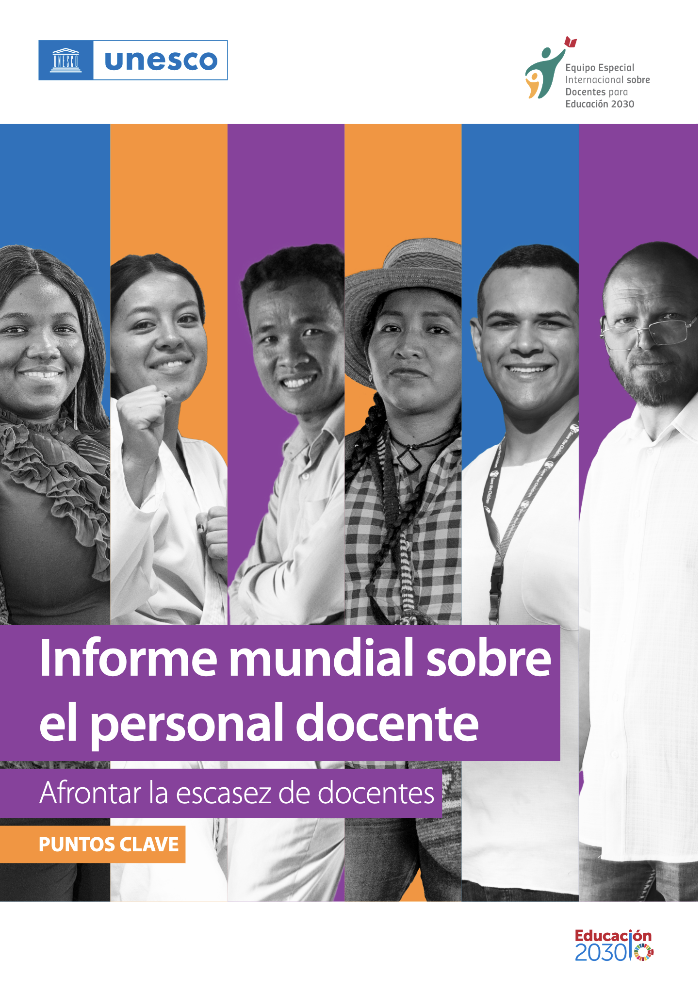 unesco
Equipo Especial
Internacional sobre
Docentes para
Educación 2030
Informe mundial sobre
el personal docente
Afrontar la escasez de docentes
PUNTOS CLAVE
Educación
2030